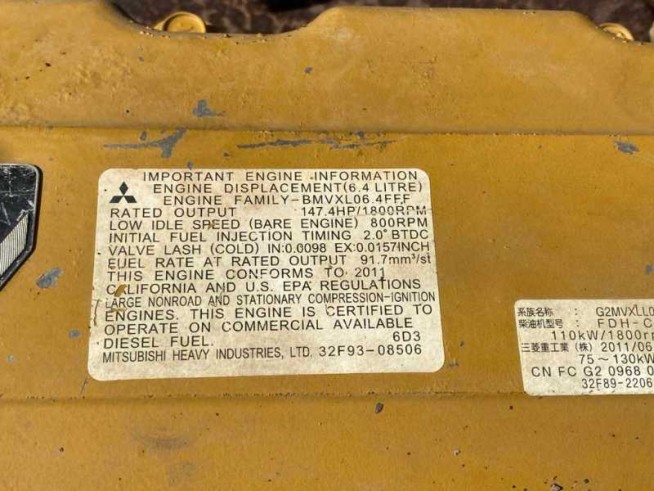 IMPORTANT ENGINE INFORMATION
ENGINE DISPLACEMENT(6.4 LITRE)
ENGINE FAMILY-BMVXL06.4FFF
RATED OUTPUT 147.4HP/1800RPM
LOW IDLE SPEED (BARE ENGINE) 800RPM
INITIAL FUEL INJECTION TIMING 2.0° BTDC
VALVE LASH (COLD) IN:0.0098 EX:0.0157INCH
FUEL RATE AT RATED OUTPUT 91.7mm³/st
THIS ENGINE CONFORMS TO 2011
CALIFORNIA AND U.S. EPA REGULATIONS
LARGE NONROAD AND STATIONARY COMPRESSION-IGNITION
ENGINES. THIS ENGINE IS CERTIFIED TO
OPERATE ON COMMERCIAL AVAILABLE
DIESEL FUEL. 6D3
MITSUBISHI HEAVY INDUSTRIES, LTD. 32F93-08506
系族名称: G2MVXLL0
柴油机型号: FDH-C
110kW/1800r
三菱重工業 (株) 2011/06
75~130kW
CN FC G2 0968 0
32F89-2206